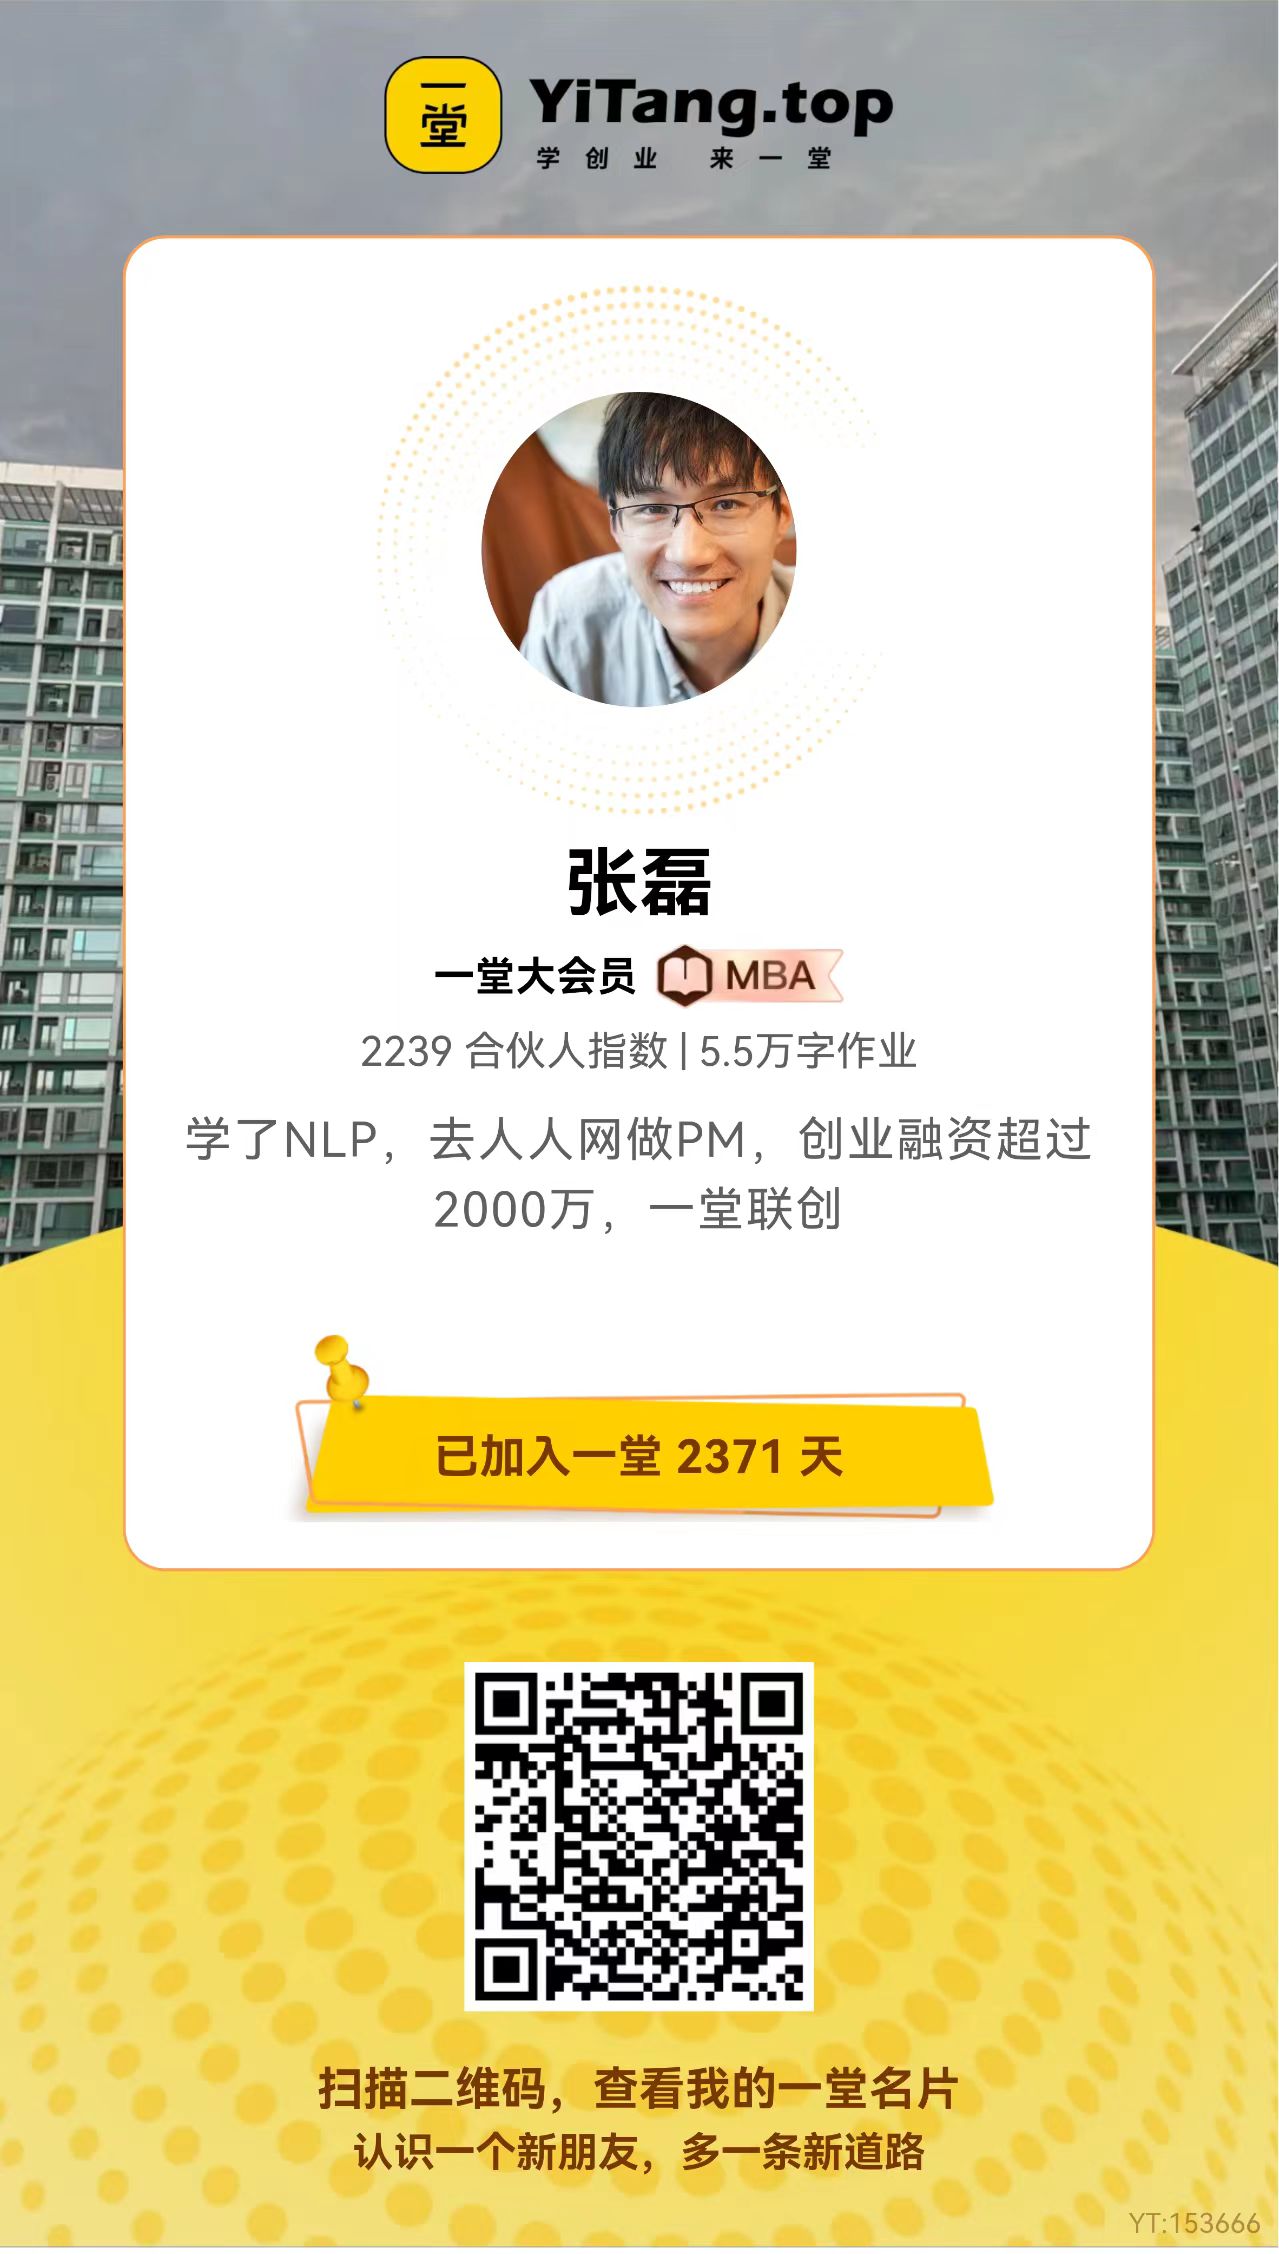 一堂
YiTang.top
学创业 来一堂
张磊
一堂大会员 MBA
2239 合伙人指数 | 5.5万字作业
学了NLP，去人人网做PM，创业融资超过
2000万，一堂联创
已加入一堂 2371 天
扫描二维码，查看我的一堂名片
认识一个新朋友，多一条新道路
YT:153666